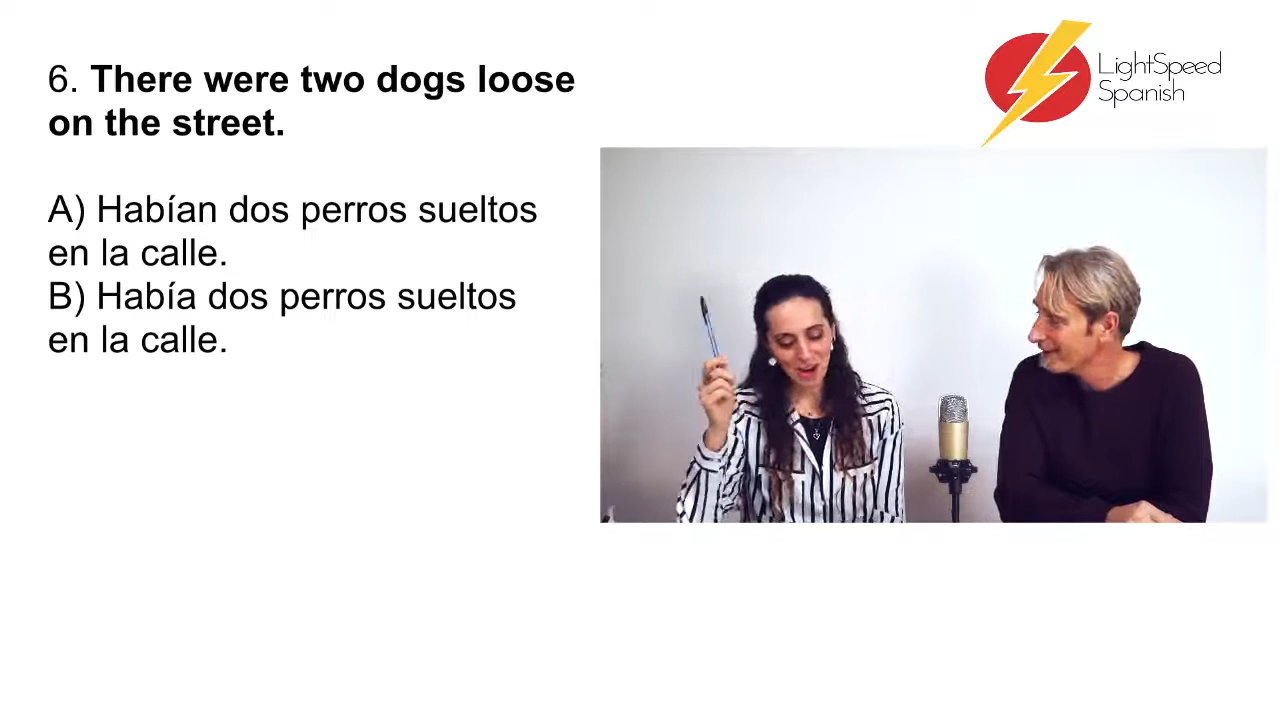 6. There were two dogs loose
on the street.
A) Habían dos perros sueltos
en la calle.
B) Había dos perros sueltos
en la calle.
LightSpeed
Spanish